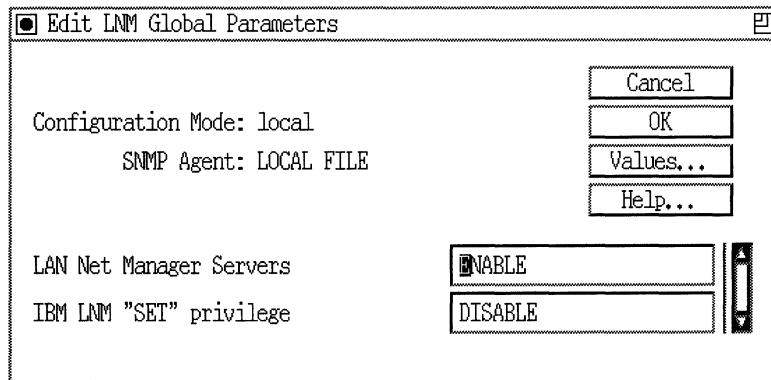 Edit LNM Global Parameters
Cancel
Configuration Mode: local
OK
SNMP Agent: LOCAL FILE
Values...
Help...
LAN Net Manager Servers
ENABLE
IBM LNM "SET" privilege
DISABLE